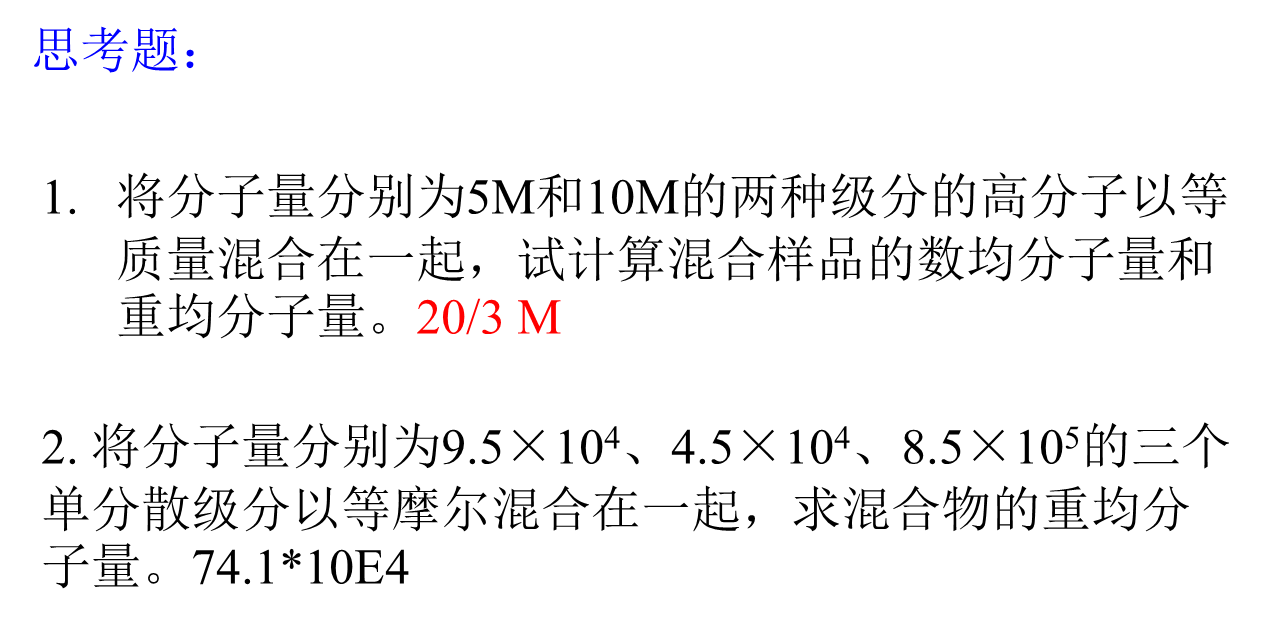 思考题：
1. 将分子量分别为5M和10M的两种级分的高分子以等
质量混合在一起，试计算混合样品的数均分子量和
重均分子量。20/3 M
2. 将分子量分别为9.5×10⁴、4.5×10⁴、8.5×10⁵的三个
单分散级分以等摩尔混合在一起，求混合物的重均分
子量。74.1*10E4